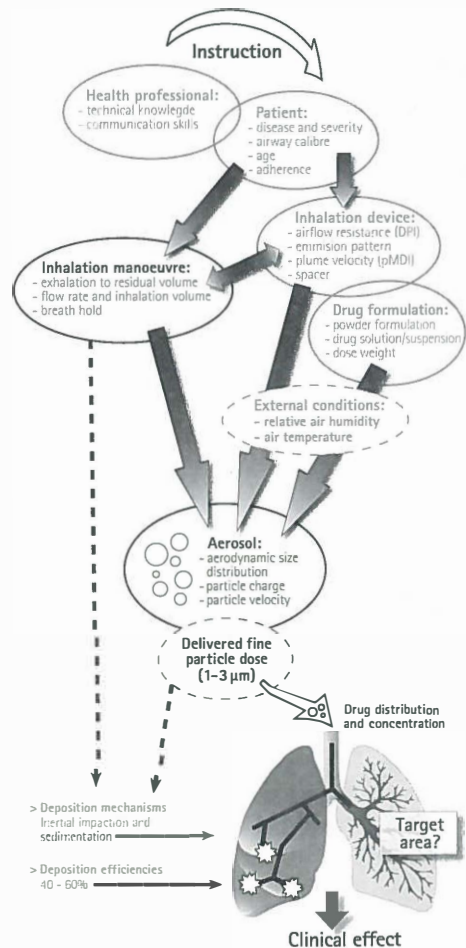 Instruction
Health professional:
- technical knowlegde
- communication skills
Patient:
- disease and severity
- airway calibre
- age
- adherence
Inhalation device:
- airflow resistance (DPI)
- emmision pattern
- plume velocity (pMDI)
- spacer
Inhalation manoeuvre:
- exhalation to residual volume
- flow rate and inhalation volume
- breath hold
Drug formulation:
- powder formulation
- drug solution/suspension
- dose weight
External conditions:
- relative air humidity
- air temperature
Aerosol:
- aerodynamic size
distribution
- particle charge
- particle velocity
Delivered fine
particle dose
(1-3 μm)
Drug distribution
and concentration
> Deposition mechanisms
Inertial impaction and
sedimentation
> Deposition efficiencies
40 - 60%
Target
area?
Clinical effect